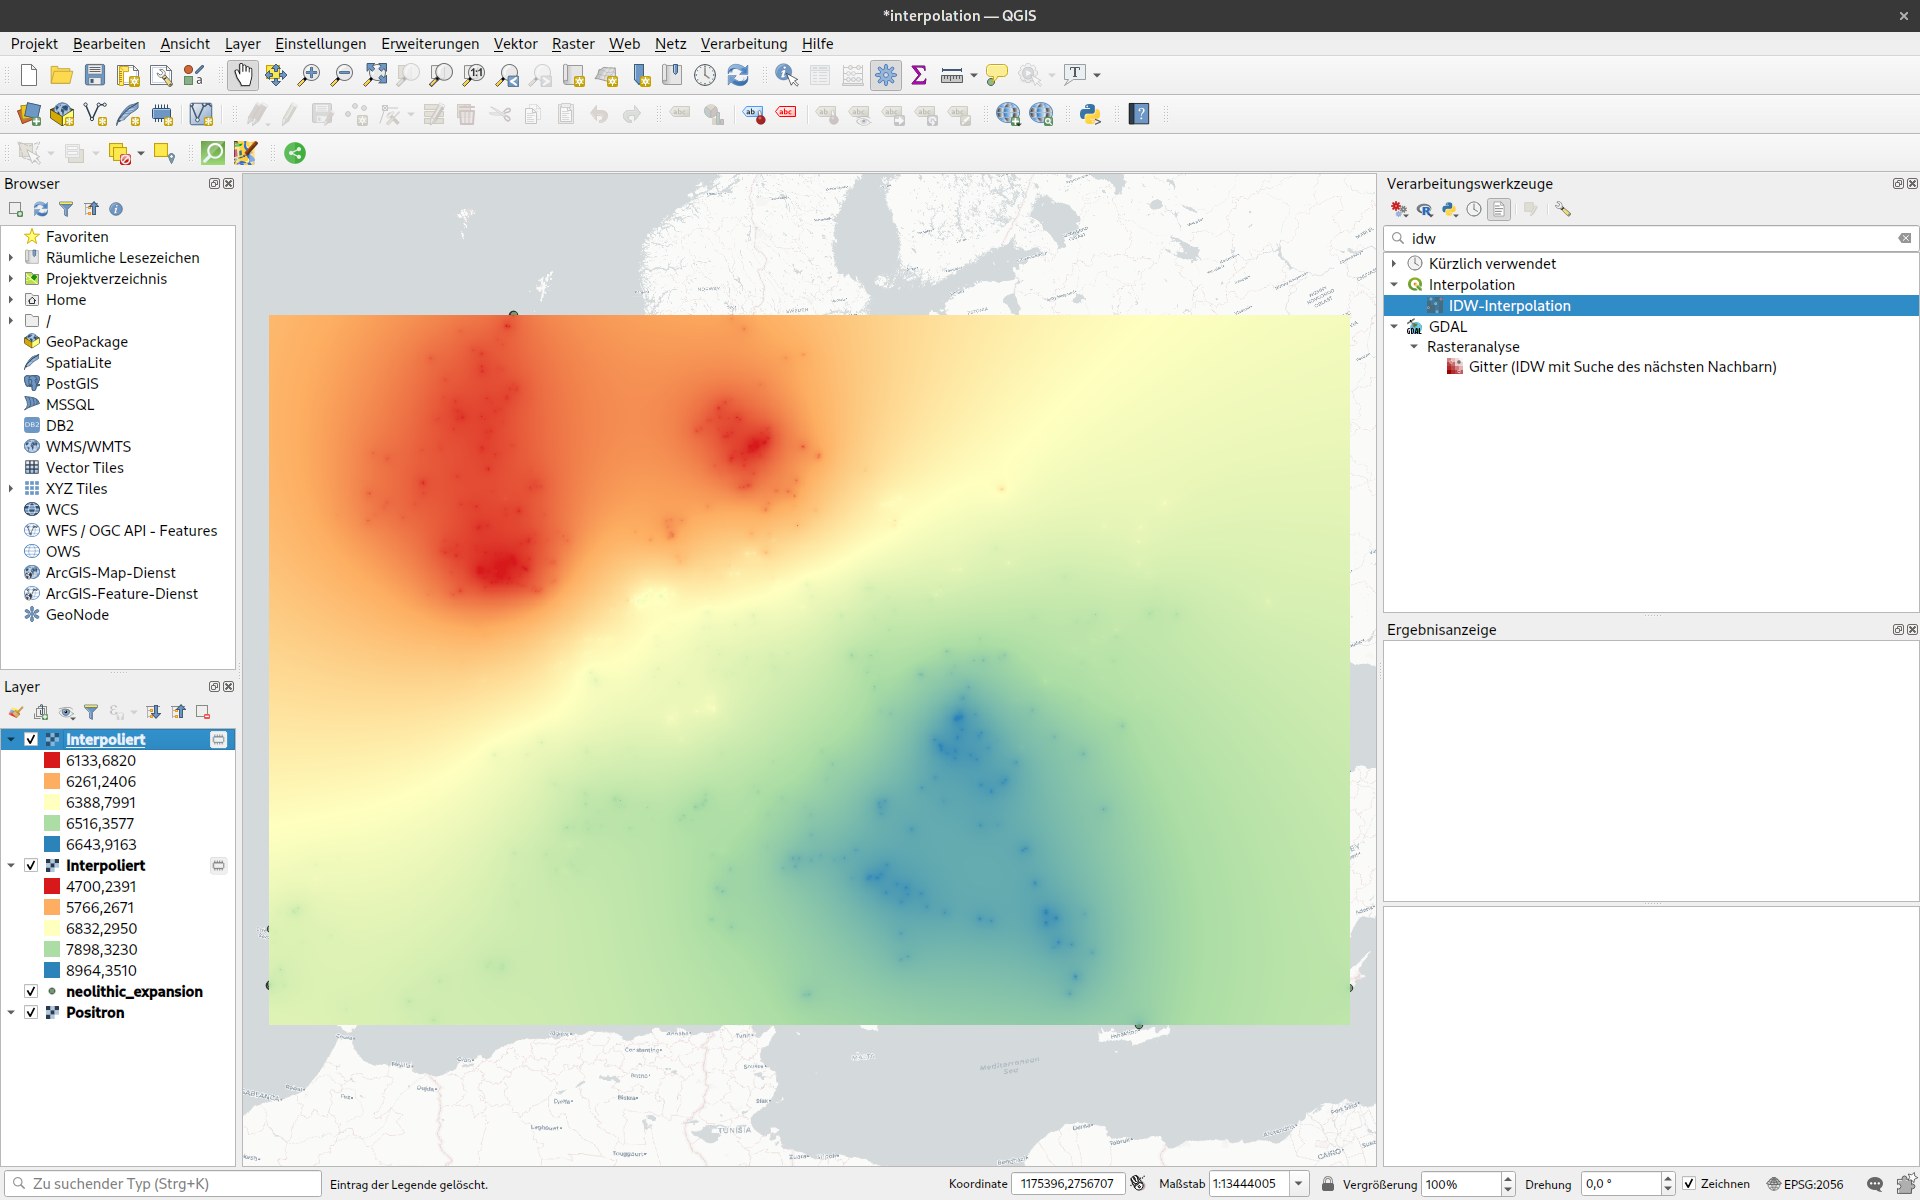 *interpolation — QGIS
Projekt Bearbeiten Ansicht Layer Einstellungen Erweiterungen Vektor Raster Web Netz Verarbeitung Hilfe
Browser
Favoriten
Räumliche Lesezeichen
Projektverzeichnis
Home
/
GeoPackage
SpatiaLite
PostGIS
MSSQL
DB2
WMS/WMTS
Vector Tiles
XYZ Tiles
WCS
WFS / OGC API - Features
OWS
ArcGIS-Map-Dienst
ArcGIS-Feature-Dienst
GeoNode
Layer
Interpoliert
6133,6820
6261,2406
6388,7991
6516,3577
6643,9163
Interpoliert
4700,2391
5766,2671
6832,2950
7898,3230
8964,3510
neolithic_expansion
Positron
TUNISIA
Mediterranean
Sea
CAIRO
Verarbeitungswerkzeuge
idw
Kürzlich verwendet
Interpolation
IDW-Interpolation
GDAL
Rasteranalyse
Gitter (IDW mit Suche des nächsten Nachbarn)
Ergebnisanzeige
Zu suchender Typ (Strg+K)
Eintrag der Legende gelöscht.
Koordinate 1175396,2756707
Maßstab 1:13444005
Vergrößerung 100%
Drehung 0,0 °
Zeichnen
EPSG:2056